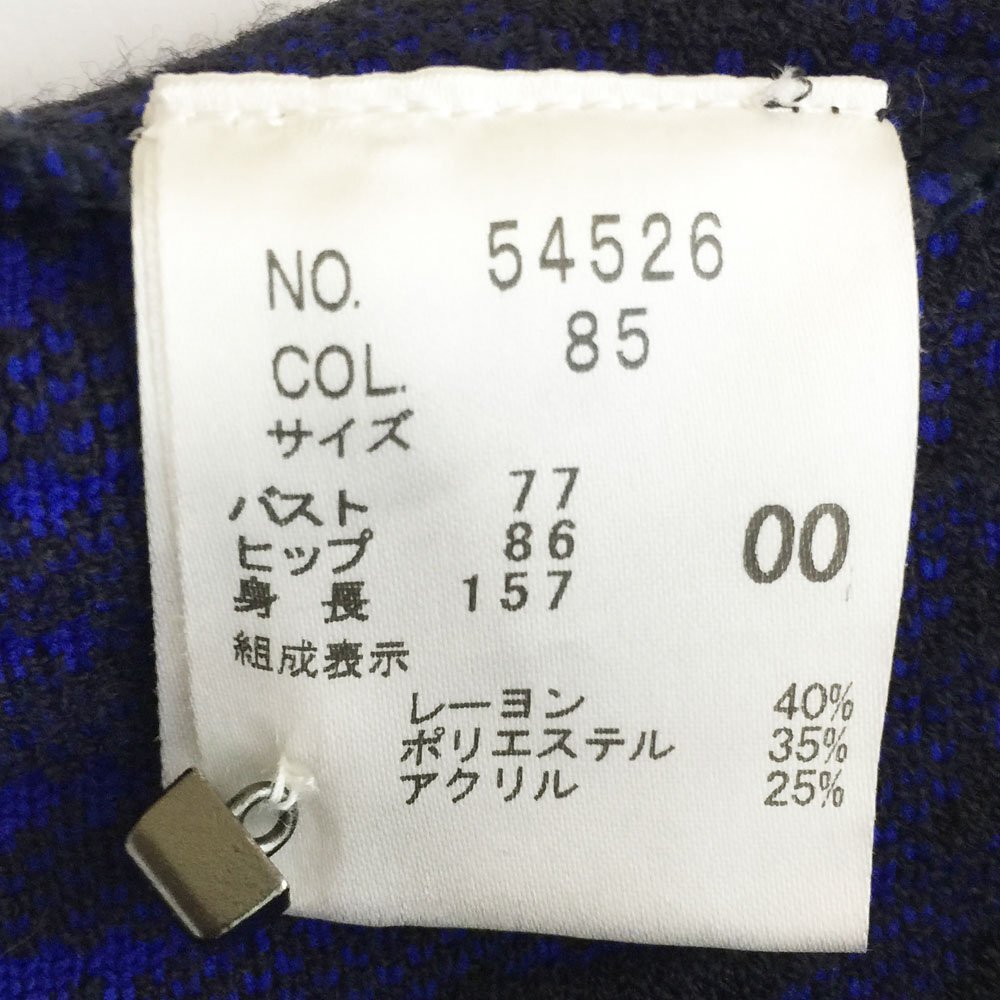 NO. 54526
COL. 85
サイズ
バスト 77
ヒップ 86 00
身長 157
組成表示
レーヨン 40%
ポリエステル 35%
アクリル 25%